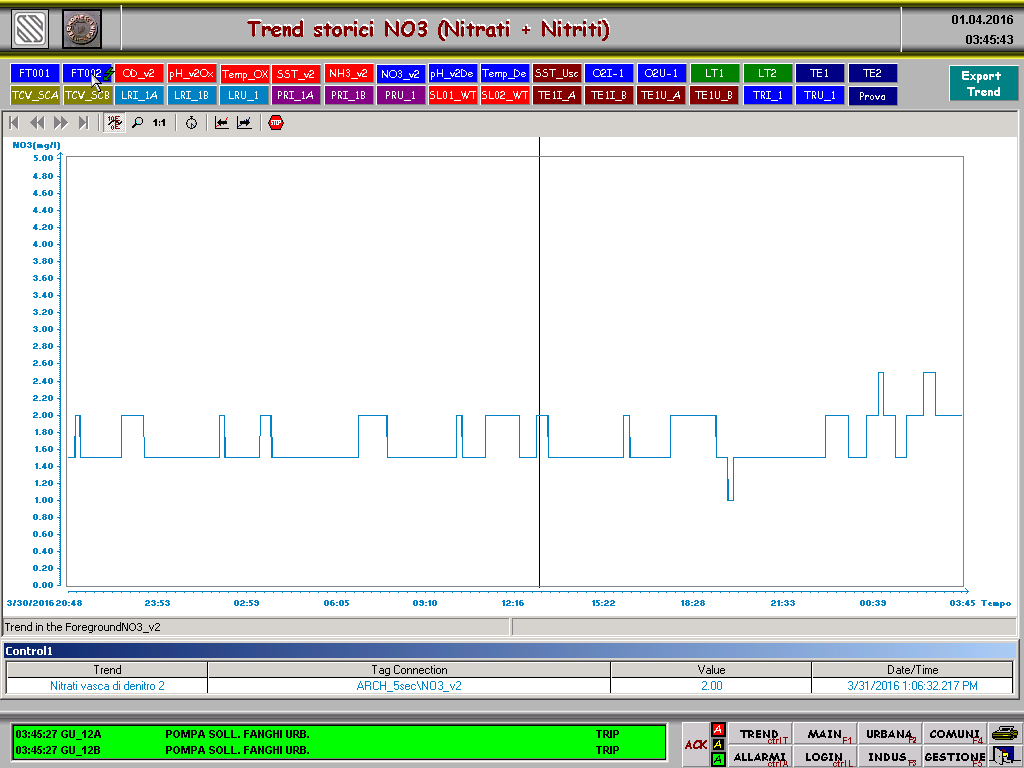 Trend storici NO3 (Nitrati + Nitriti)
01.04.2016
03:45:43
FT001 FT002 OD_v2 pH_v2Ox Temp_OX SST_v2 NH3_v2 NO3_v2 pH_v2De Temp_De SST_Usc O2I-1 O2U-1 LT1 LT2 TE1 TE2
TCV_SCA TCV_SCB LRI_1A LRI_1B LRU_1 PRI_1A PRI_1B PRU_1 SL01_WT SL02_WT TE1I_A TE1I_B TE1U_A TE1U_B TRI_1 TRU_1 Prova
Export
Trend
1:1 STOP
NO3(mg/l)
5.00
4.80
4.60
4.40
4.20
4.00
3.80
3.60
3.40
3.20
3.00
2.80
2.60
2.40
2.20
2.00
1.80
1.60
1.40
1.20
1.00
0.80
0.60
0.40
0.20
0.00
3/30/2016 20:48 23:53 02:59 06:05 09:10 12:16 15:22 18:28 21:33 00:39 03:45 Tempo
Trend in the ForegroundNO3_v2
Control1
Trend Tag Connection Value Date/Time
Nitrati vasca di denitro 2 ARCH_5sec\NO3_v2 2.00 3/31/2016 1:06:32.217 PM
03:45:27 GU_12A POMPA SOLL. FANGHI URB. TRIP
03:45:27 GU_12B POMPA SOLL. FANGHI URB. TRIP
ACK A A A
TREND ctrl T MAIN F1 URBANA F2 COMUNI F4
ALLARMI ctrl A LOGIN ctrl L INDUS F3 GESTIONE